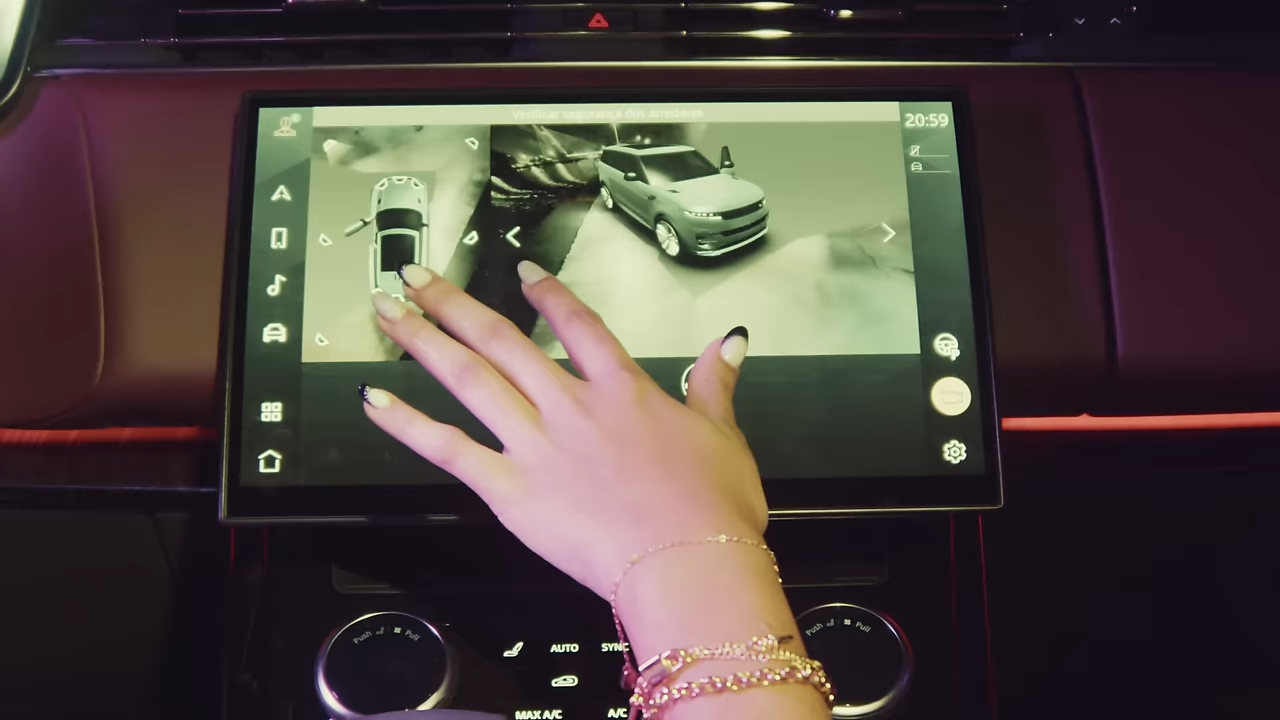 Verificar segurança dos arredores
20:59
Push Pull
AUTO
SYNC
Push Pull
MAX A/C
A/C